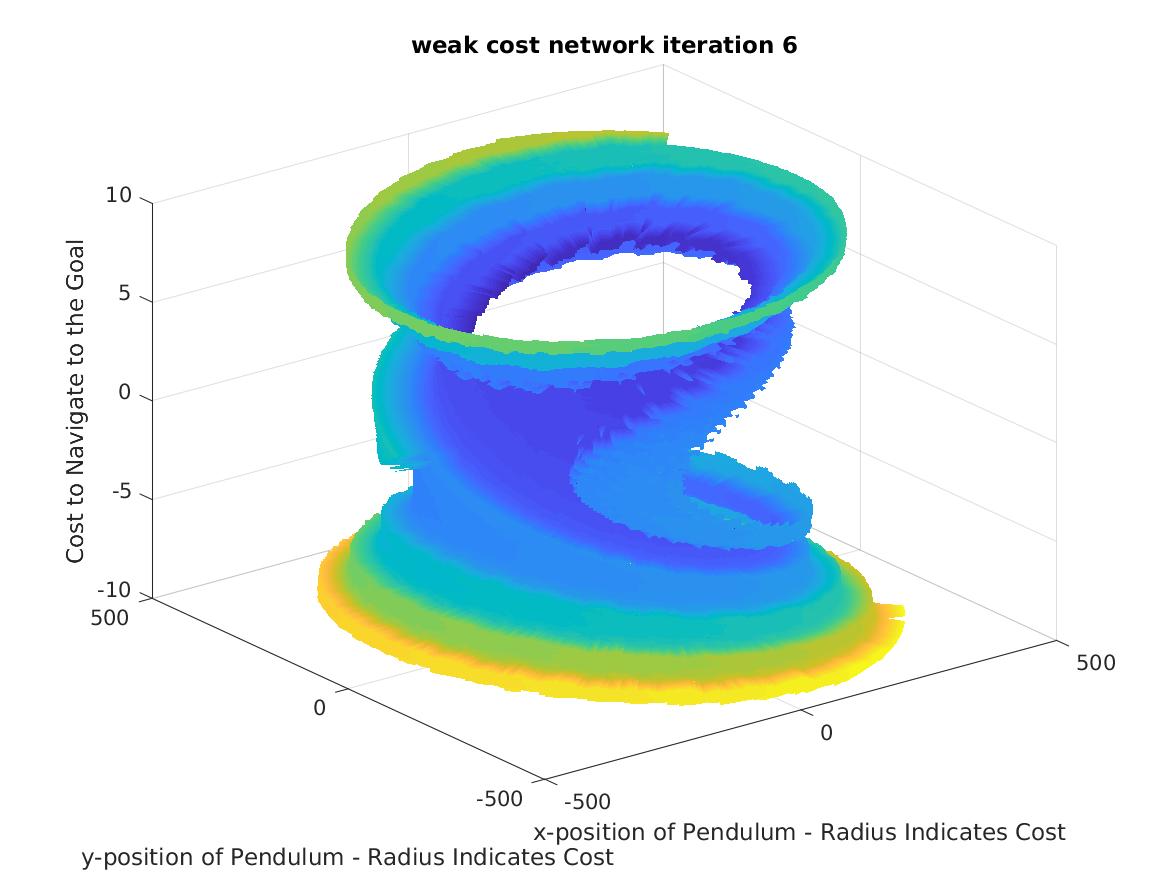 weak cost network iteration 6
10
5
0
-5
-10
Cost to Navigate to the Goal
500
0
-500
-500
0
500
x-position of Pendulum - Radius Indicates Cost
y-position of Pendulum - Radius Indicates Cost